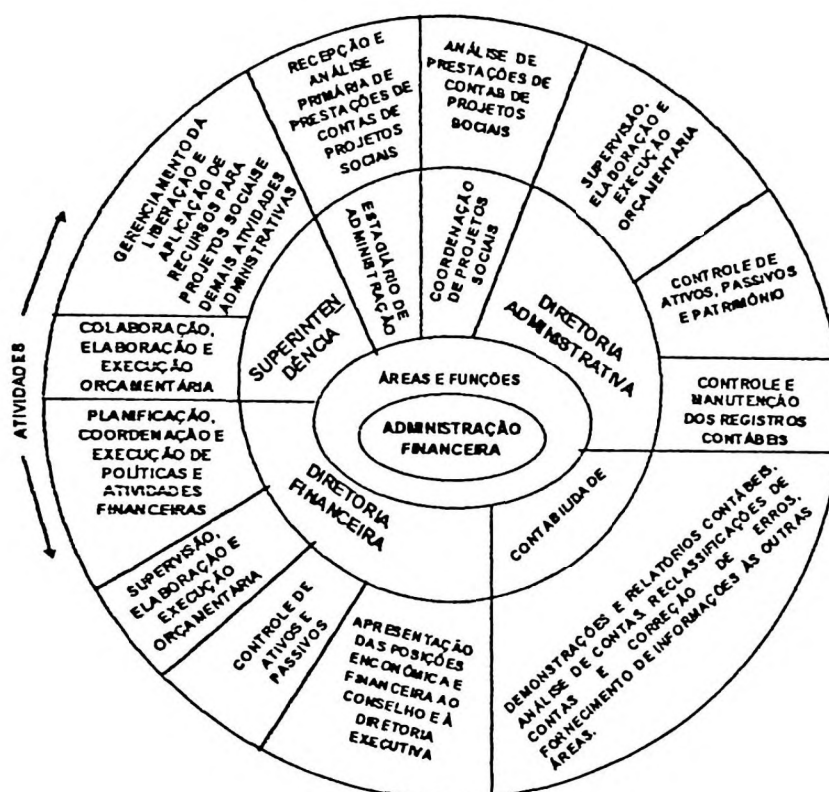 RECEPÇÃO E
ANÁLISE
PRIMÁRIA DE
PRESTAÇÕES DE
CONTAS DE
PROJETOS
SOCIAIS
ANÁLISE DE
PRESTAÇÕES DE
CONTAS DE
PROJETOS
SOCIAIS
SUPERVISÃO,
ELABORAÇÃO E
EXECUÇÃO
ORÇAMENTÁRIA
CONTROLE DE
ATIVOS, PASSIVOS
E PATRIMÔNIO
CONTROLE E
MANUTENÇÃO
DOS REGISTROS
CONTÁBEIS
DEMONSTRAÇÕES E RELATÓRIOS CONTÁBEIS,
ANÁLISE DE CONTAS, RECLASSIFICAÇÕES DE
CONTAS E CORREÇÃO DE ERROS,
FORNECIMENTO DE INFORMAÇÕES ÀS OUTRAS
ÁREAS.
APRESENTAÇÃO
DAS POSIÇÕES
ENCONÔMICA E
FINANCEIRA AO
CONSELHO E À
DIRETORIA
EXECUTIVA
CONTROLE DE
ATIVOS E
PASSIVOS
SUPERVISÃO,
ELABORAÇÃO E
EXECUÇÃO
ORÇAMENTÁRIA
PLANIFICAÇÃO,
COORDENAÇÃO E
EXECUÇÃO DE
POLÍTICAS E
ATIVIDADES
FINANCEIRAS
COLABORAÇÃO,
ELABORAÇÃO E
EXECUÇÃO
ORÇAMENTÁRIA
GERENCIAMENTO DA
LIBERAÇÃO E
APLICAÇÃO DE
RECURSOS PARA
PROJETOS SOCIAIS E
DEMAIS ATIVIDADES
ADMINISTRATIVAS
ATIVIDADES
SUPERINTEN
DÊNCIA
ESTAGIÁRIO DE
ADMINISTRAÇÃO
COORDENAÇÃO
DE PROJETOS
SOCIAIS
DIRETORIA
ADMINISTRATIVA
CONTABILIDADE
DIRETORIA
FINANCEIRA
ÁREAS E FUNÇÕES
ADMINISTRAÇÃO
FINANCEIRA